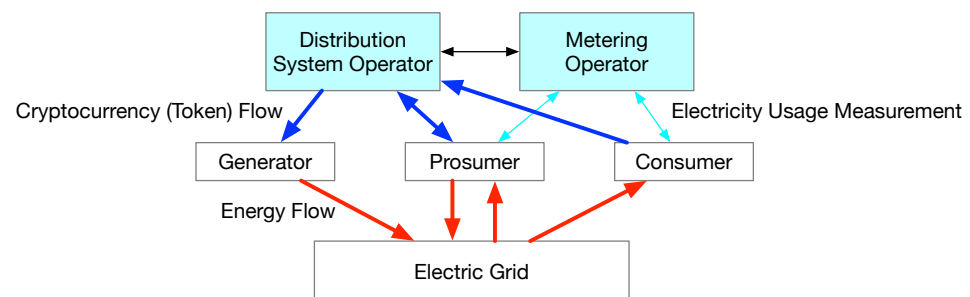 Distribution
System Operator
Metering
Operator
Cryptocurrency (Token) Flow
Electricity Usage Measurement
Generator
Prosumer
Consumer
Energy Flow
Electric Grid